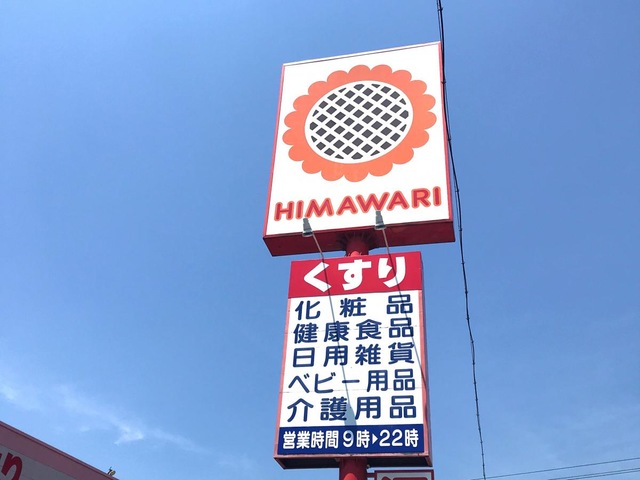 HIMAWARI
くすり
化粧品
健康食品
日用雑貨
ベビー用品
介護用品
営業時間 9時▶22時